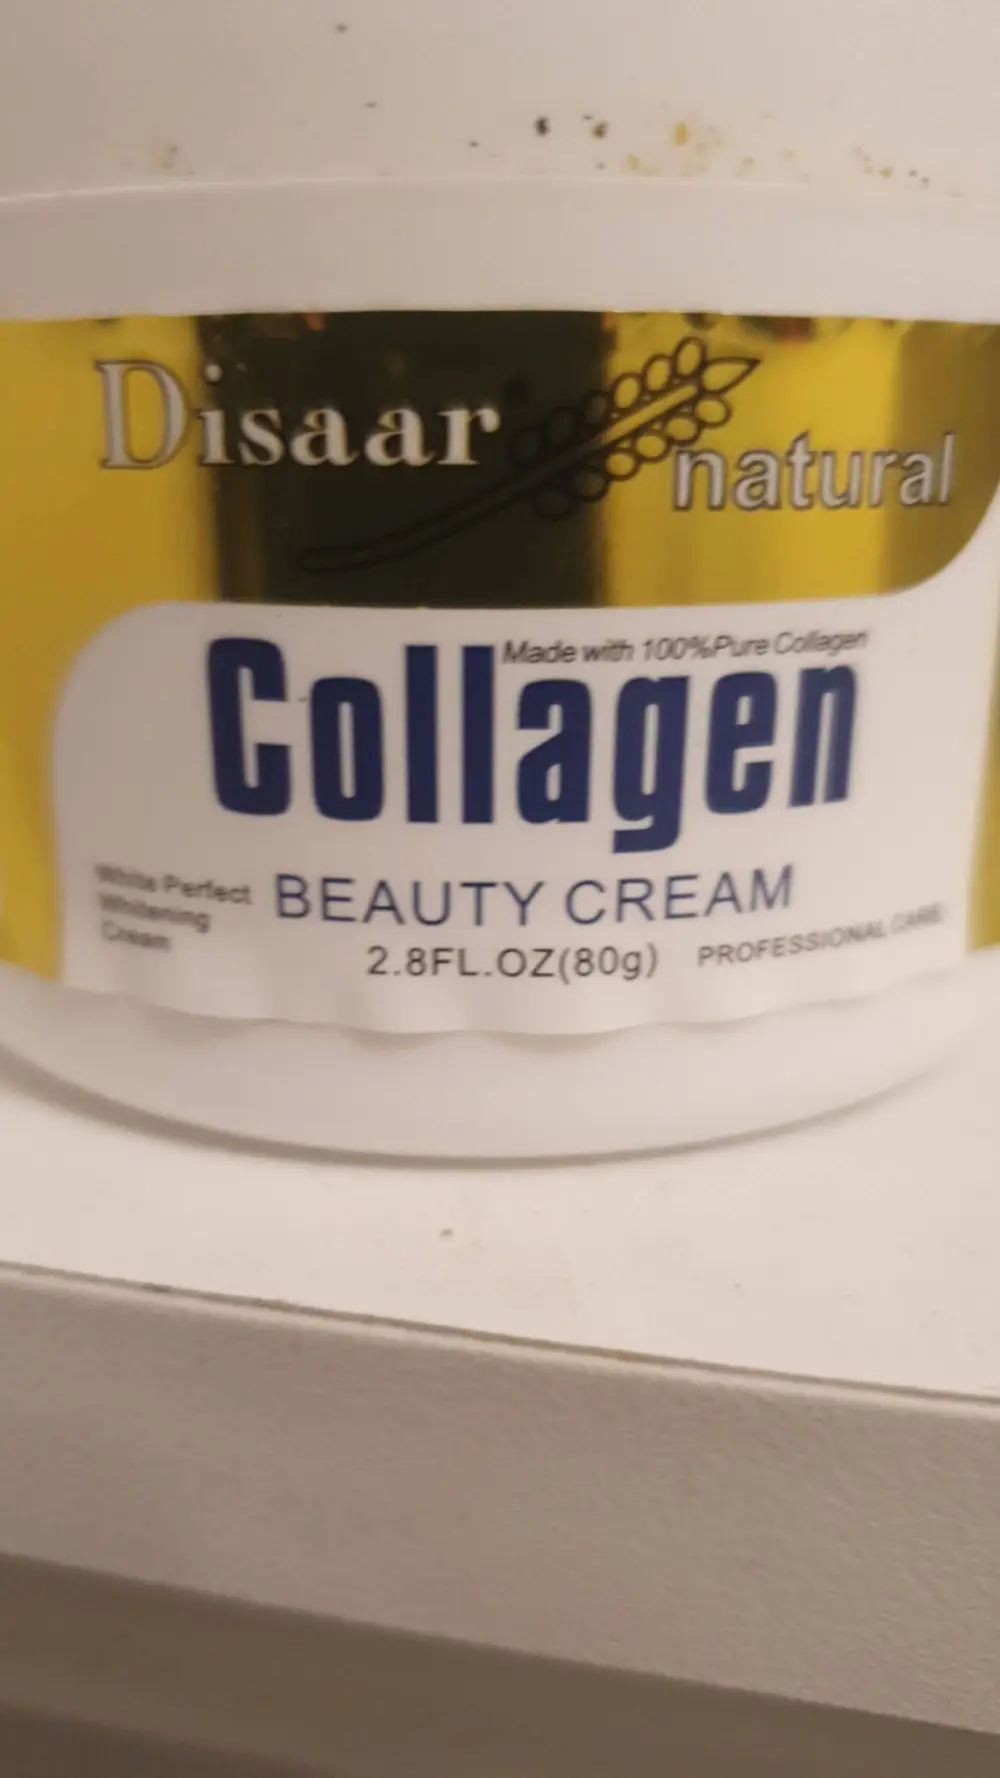 Disaar
natural
Made with 100%Pure Collagen
Collagen
White Perfect
Whitening
Cream
BEAUTY CREAM
2.8FL.OZ(80g)
PROFESSIONAL CARE